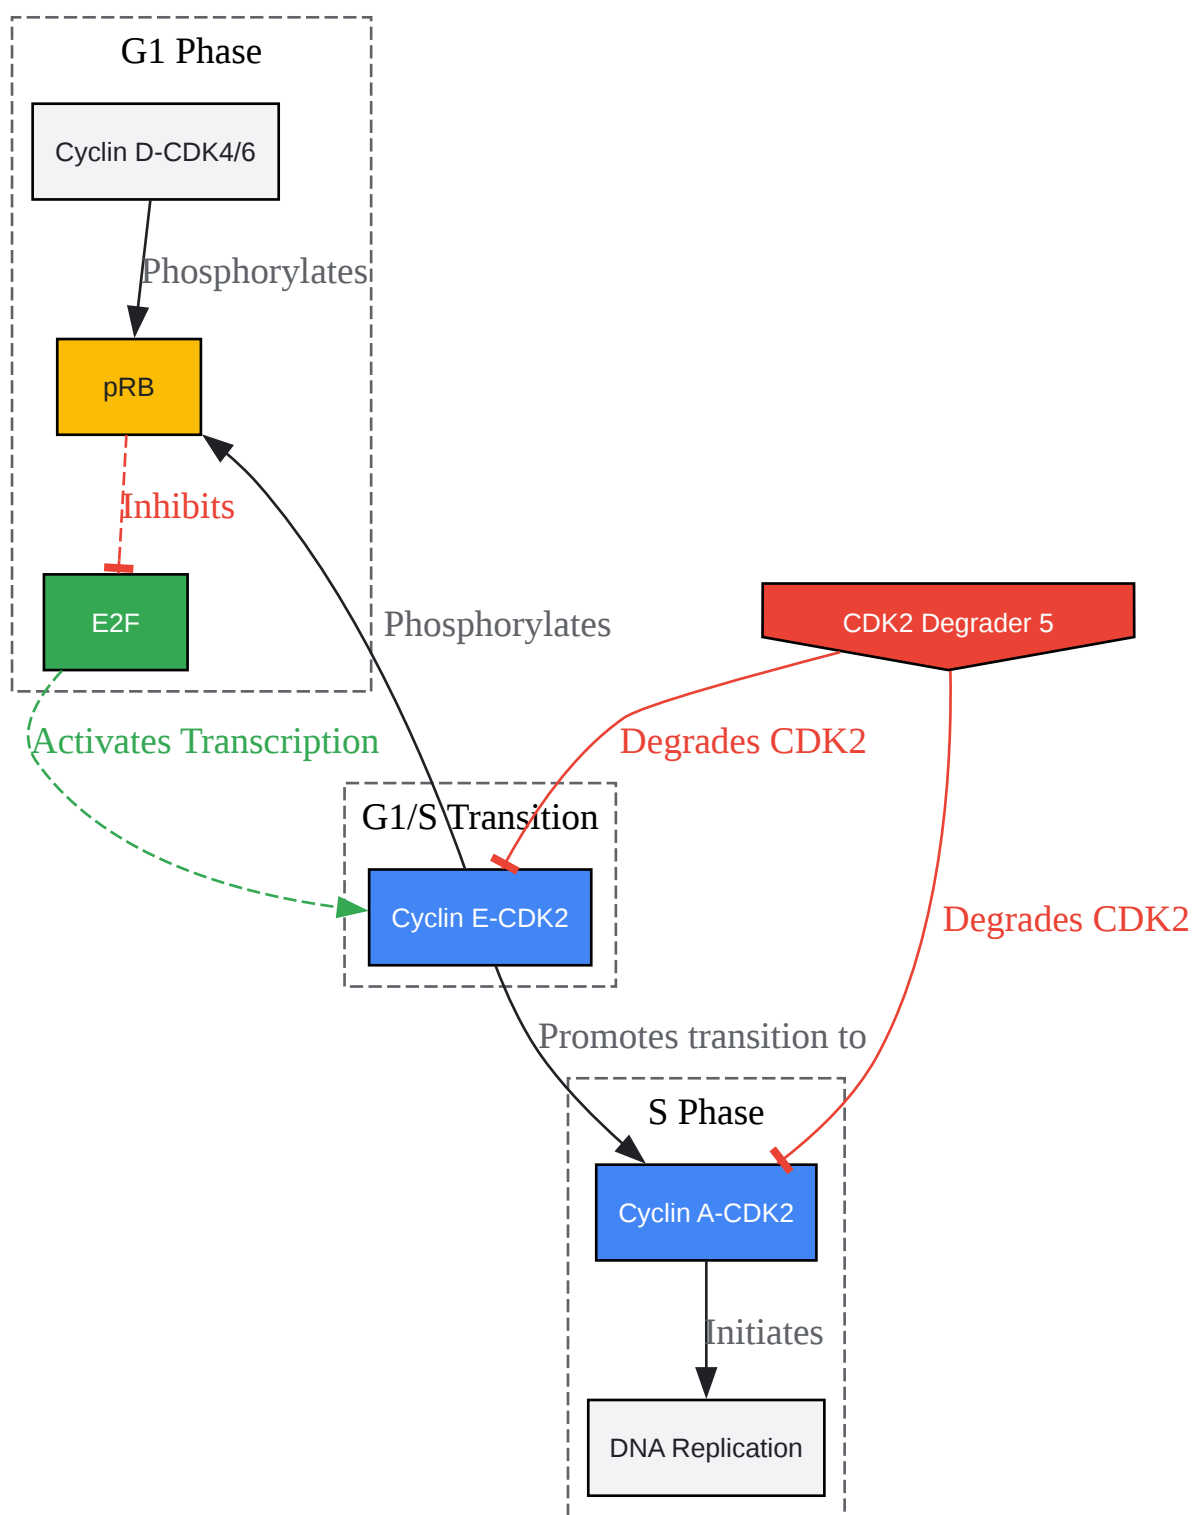 G1 Phase
Cyclin D-CDK4/6
Phosphorylates
pRB
Inhibits
E2F
Phosphorylates
CDK2 Degrader 5
Activates Transcription
Degrades CDK2
G1/S Transition
Cyclin E-CDK2
Degrades CDK2
Promotes transition to
S Phase
Cyclin A-CDK2
Initiates
DNA Replication